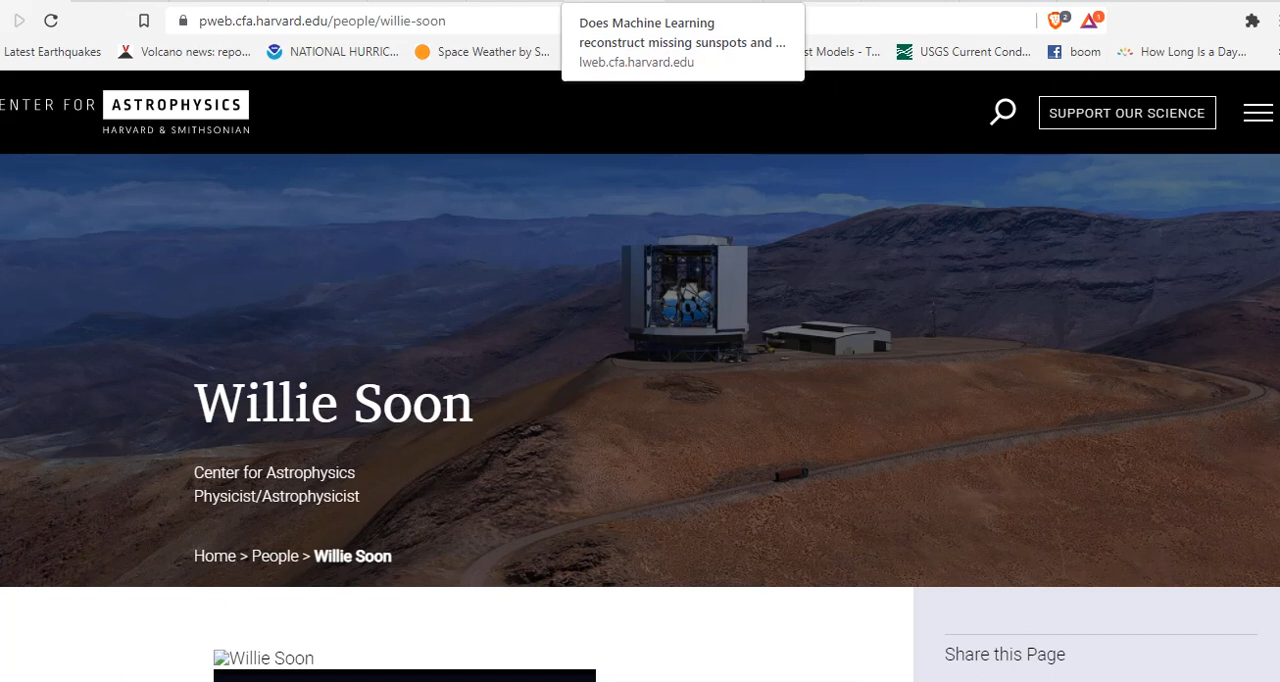 pweb.cfa.harvard.edu/people/willie-soon
2
1
Does Machine Learning
reconstruct missing sunspots and ...
lweb.cfa.harvard.edu
Latest Earthquakes
Volcano news: repo...
NATIONAL HURRIC...
Space Weather by S...
st Models - T...
USGS Current Cond...
boom
How Long Is a Day...
ENTER FOR ASTROPHYSICS
HARVARD & SMITHSONIAN
SUPPORT OUR SCIENCE
Willie Soon
Center for Astrophysics
Physicist/Astrophysicist
Home > People > Willie Soon
Willie Soon
Share this Page